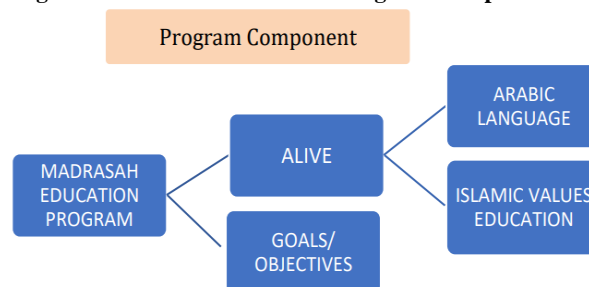 Program Component
ARABIC
LANGUAGE
ALIVE
MADRASAH
EDUCATION
PROGRAM
ISLAMIC VALUES
EDUCATION
GOALS/
OBJECTIVES